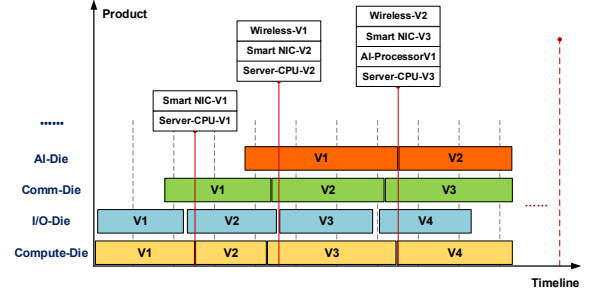 Product
Wireless-V1
Smart NIC-V2
Server-CPU-V2
Wireless-V2
Smart NIC-V3
AI-ProcessorV1
Server-CPU-V3
Smart NIC-V1
Server-CPU-V1
......
AI-Die V1 V2
Comm-Die V1 V2 V3
......
I/O-Die V1 V2 V3 V4
Compute-Die V1 V2 V3 V4
Timeline